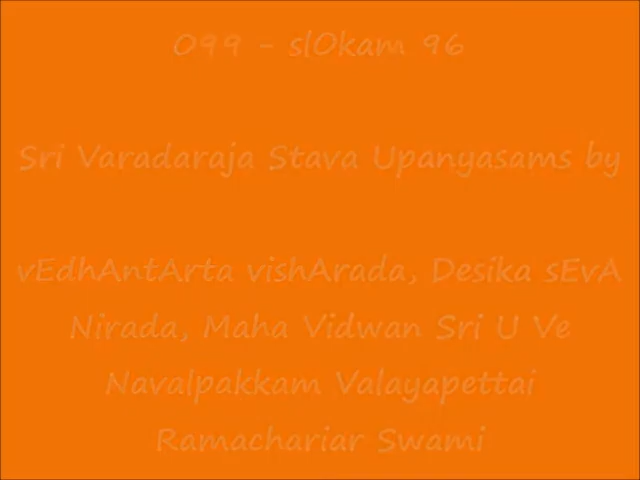 099 - slOkam 96
Sri Varadaraja Stava Upanyasams by
vEdhAntArta vishArada, Desika sEvA
Nirada, Maha Vidwan Sri U Ve
Navalpakkam Valayapettai
Ramachariar Swami